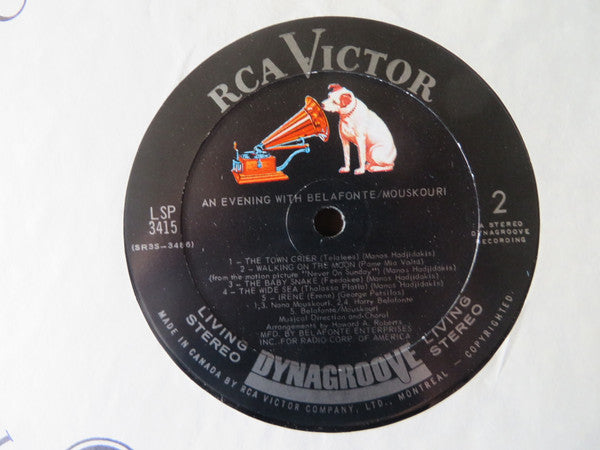 RCA VICTOR
AN EVENING WITH BELAFONTE/MOUSKOURI
LSP
3415
(SR3S-3486)
2
A STEREO
DYNAGROOVE
RECORDING
1 – THE TOWN CRIER (Telalees) (Manos Hadjidakis)
2 – WALKING ON THE MOON (Pame Mia Volta)
(from the motion picture "Never On Sunday") (Manos Hadjidakis)
3 – THE BABY SNAKE (Feedakee) (Manos Hadjidakis)
4 – THE WIDE SEA (Thalassa Platia) (Manos Hadjidakis)
5 – IRENE (Erene) (George Petsilas)
1,3. Nana Mouskouri. 2,4. Harry Belafonte
5. Belafonte/Mouskouri
Musical Direction and Choral
Arrangements by Howard A. Roberts
MFD. BY BELAFONTE ENTERPRISES
INC. FOR RADIO CORP. OF AMERICA
LIVING
STEREO
DYNAGROOVE
LIVING
STEREO
MADE IN CANADA BY RCA VICTOR COMPANY, LTD., MONTREAL – COPYRIGHTED